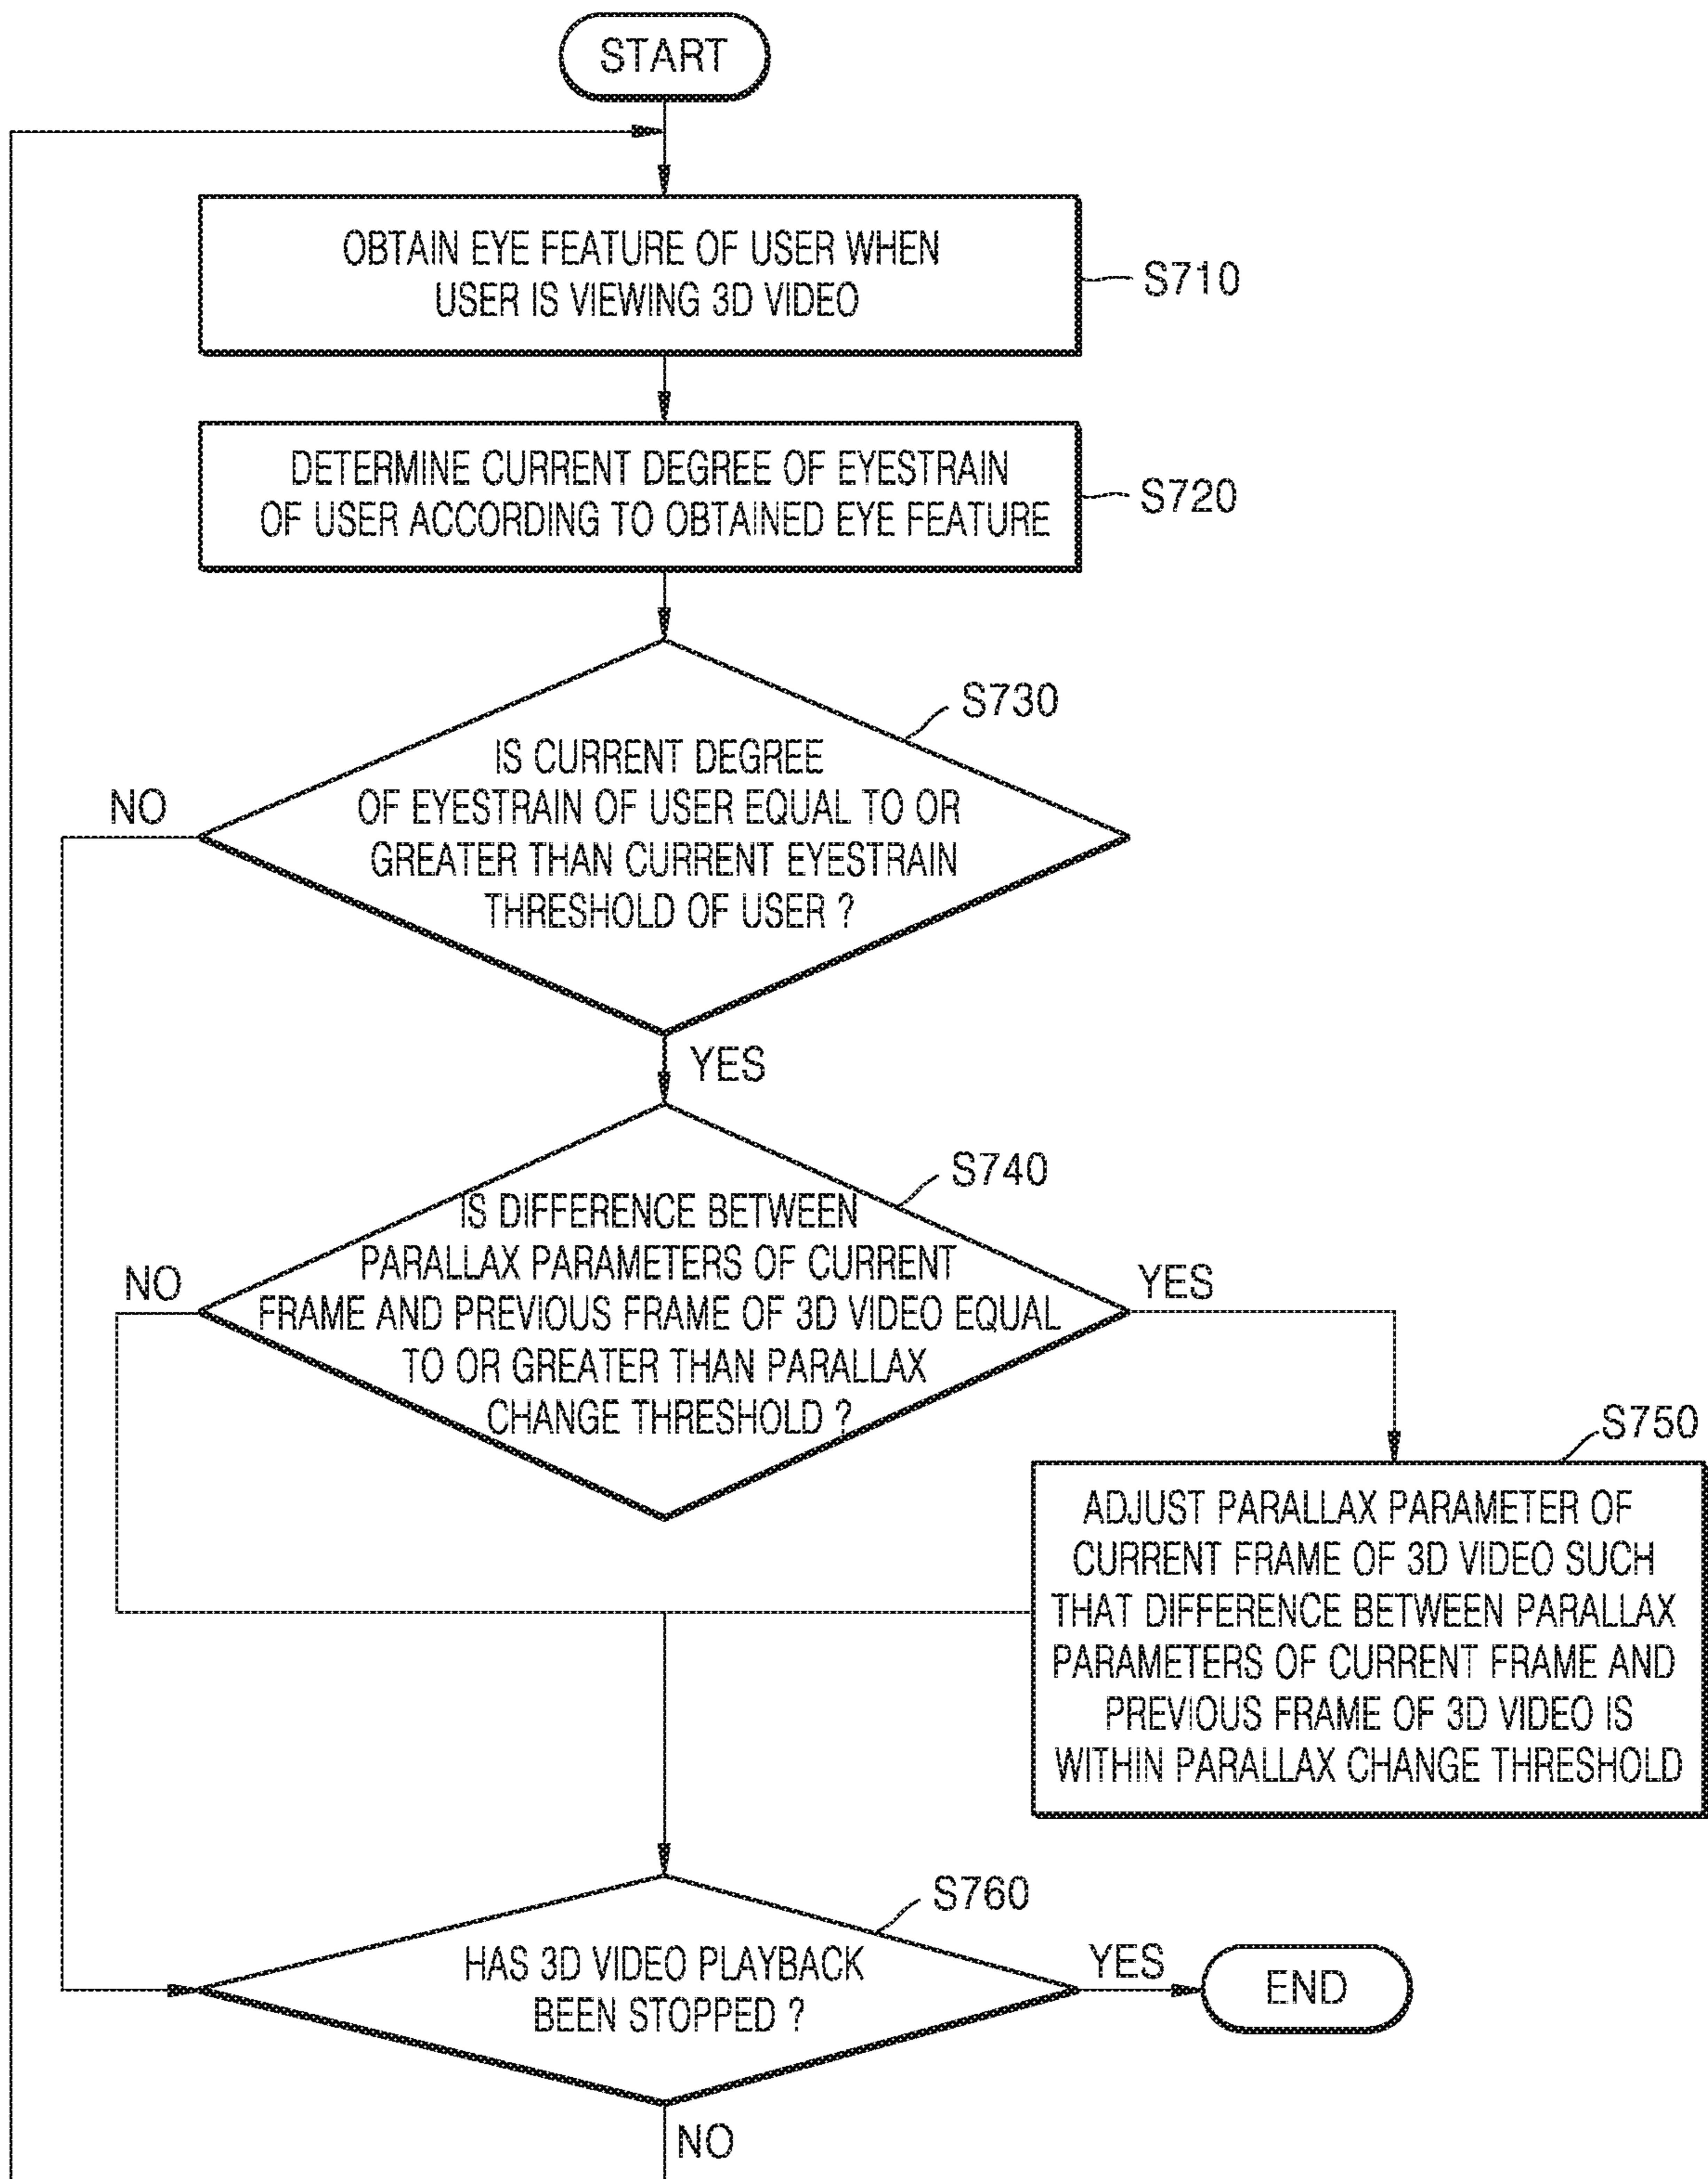 START
OBTAIN EYE FEATURE OF USER WHEN
USER IS VIEWING 3D VIDEO
S710
DETERMINE CURRENT DEGREE OF EYESTRAIN
OF USER ACCORDING TO OBTAINED EYE FEATURE
S720
S730
IS CURRENT DEGREE
OF EYESTRAIN OF USER EQUAL TO OR
GREATER THAN CURRENT EYESTRAIN
THRESHOLD OF USER ?
NO
YES
S740
IS DIFFERENCE BETWEEN
PARALLAX PARAMETERS OF CURRENT
FRAME AND PREVIOUS FRAME OF 3D VIDEO EQUAL
TO OR GREATER THAN PARALLAX
CHANGE THRESHOLD ?
NO
YES
S750
ADJUST PARALLAX PARAMETER OF
CURRENT FRAME OF 3D VIDEO SUCH
THAT DIFFERENCE BETWEEN PARALLAX
PARAMETERS OF CURRENT FRAME AND
PREVIOUS FRAME OF 3D VIDEO IS
WITHIN PARALLAX CHANGE THRESHOLD
S760
HAS 3D VIDEO PLAYBACK
BEEN STOPPED ?
YES
END
NO